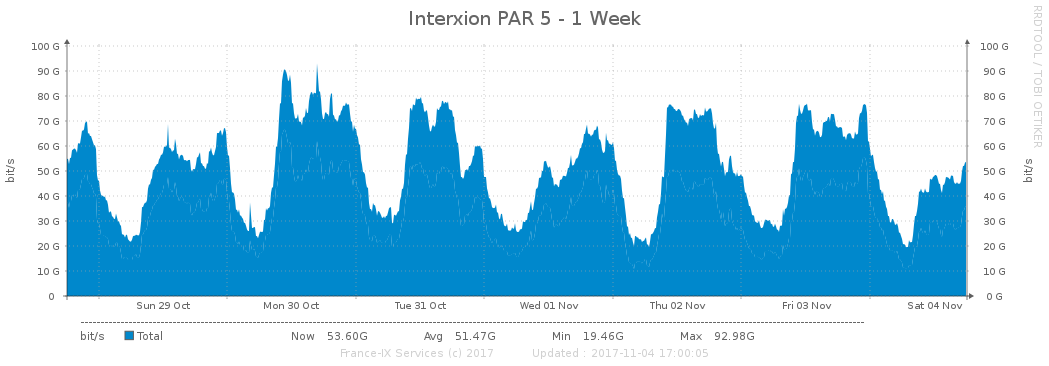 Interxion PAR 5 - 1 Week
RRDTOOL / TOBI OETIKER
100 G 100 G
90 G 90 G
80 G 80 G
70 G 70 G
60 G 60 G
50 G 50 G
40 G 40 G
30 G 30 G
20 G 20 G
10 G 10 G
0 0 G
bit/s bit/s
Sun 29 Oct Mon 30 Oct Tue 31 Oct Wed 01 Nov Thu 02 Nov Fri 03 Nov Sat 04 Nov
bit/s Total Now 53.60G Avg 51.47G Min 19.46G Max 92.98G
France-IX Services (c) 2017 Updated : 2017-11-04 17:00:05